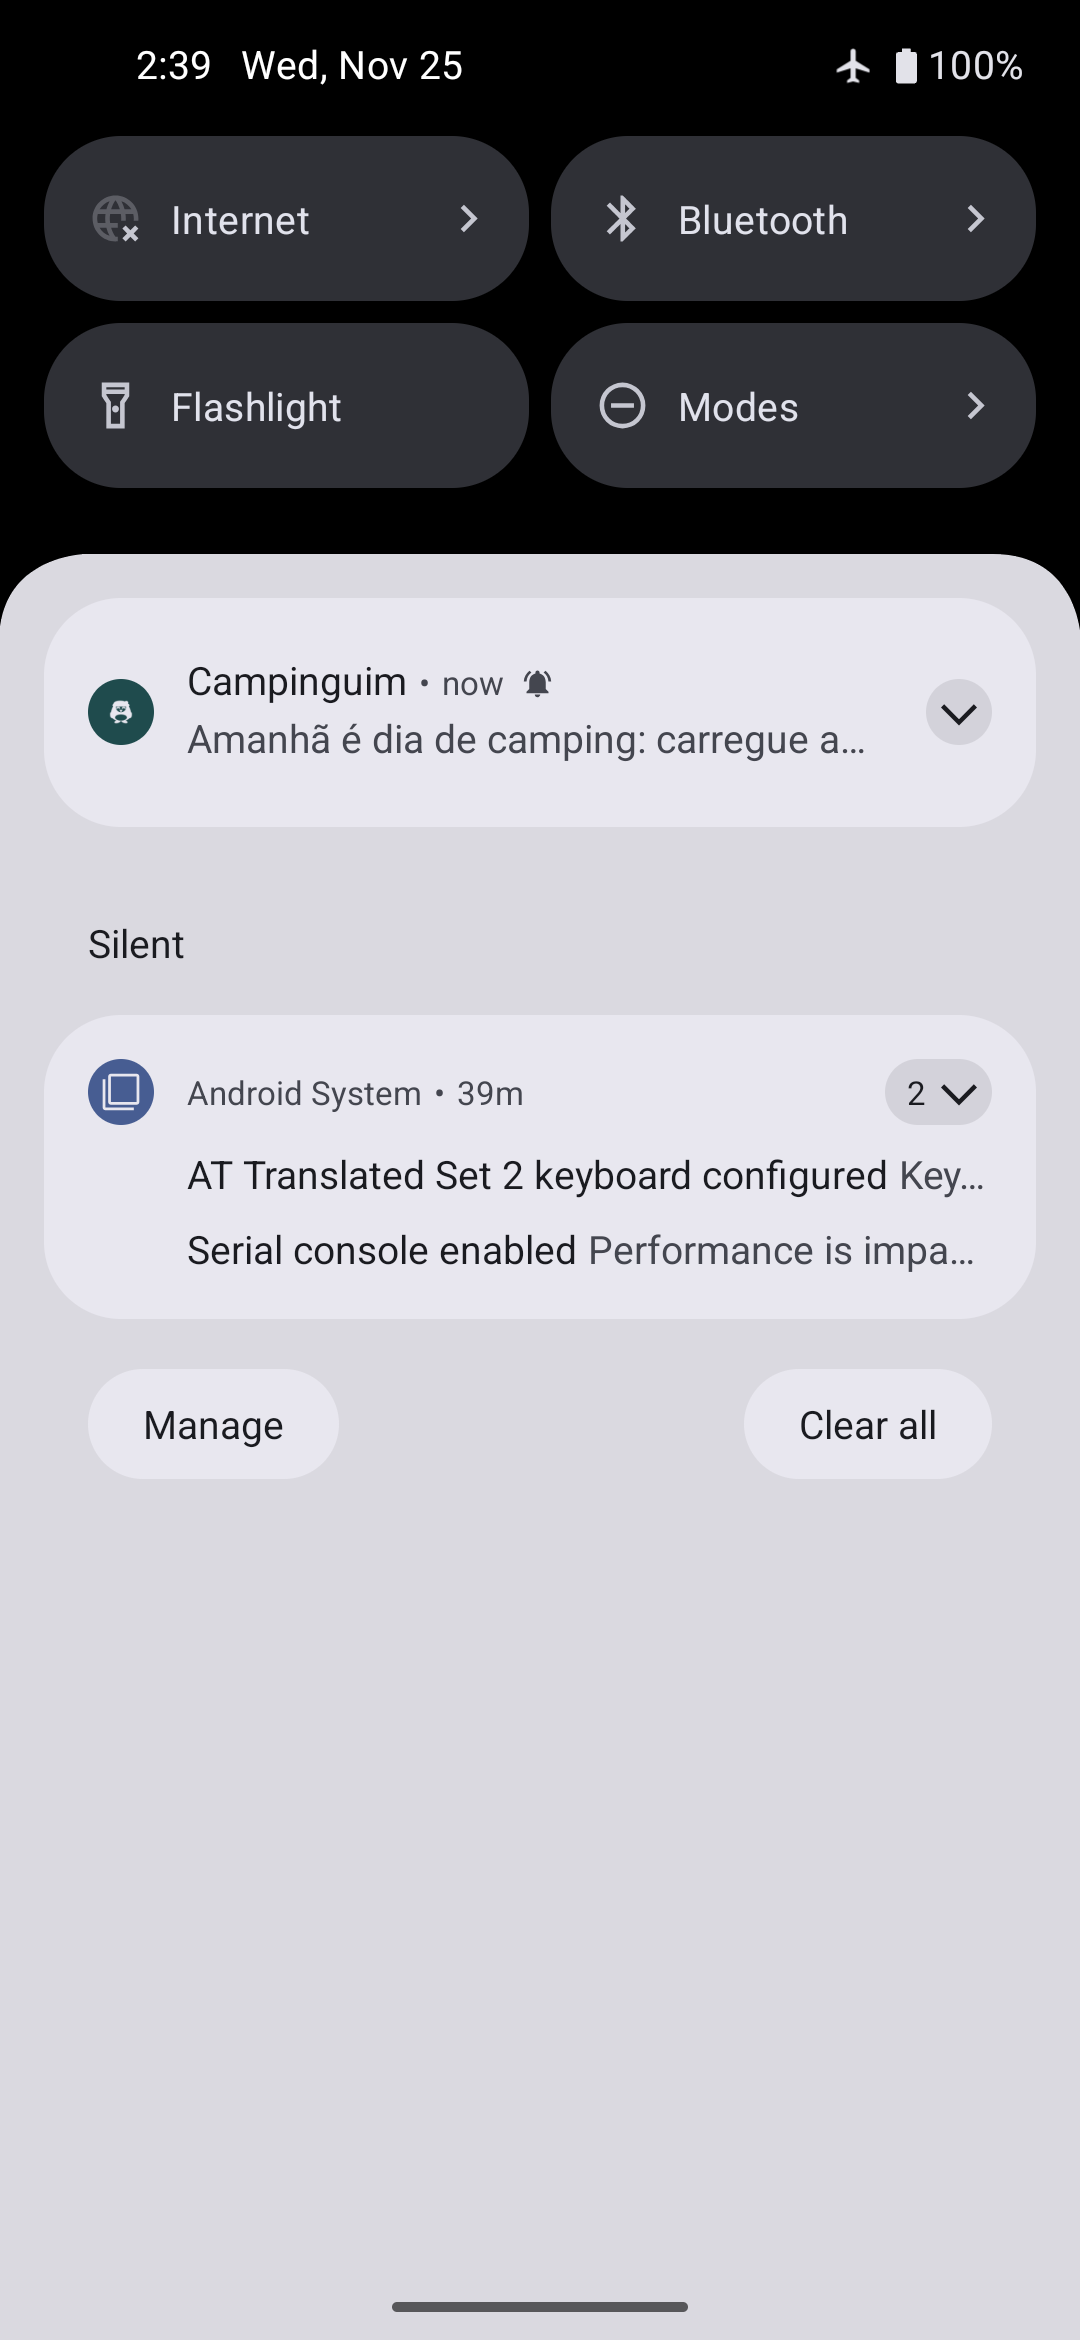 2:39 Wed, Nov 25 100%
Internet
Bluetooth
Flashlight
Modes
Campinguim • now
Amanhã é dia de camping: carregue a…
Silent
Android System • 39m 2
AT Translated Set 2 keyboard configured Key…
Serial console enabled Performance is impa…
Manage
Clear all